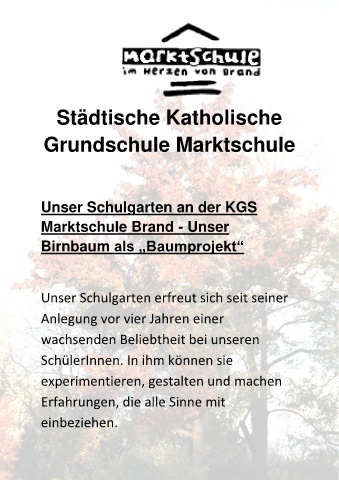 marktschule
im Herzen von Brand
Städtische Katholische
Grundschule Marktschule
Unser Schulgarten an der KGS
Marktschule Brand - Unser
Birnbaum als „Baumprojekt“
Unser Schulgarten erfreut sich seit seiner
Anlegung vor vier Jahren einer
wachsenden Beliebtheit bei unseren
SchülerInnen. In ihm können sie
experimentieren, gestalten und machen
Erfahrungen, die alle Sinne mit
einbeziehen.